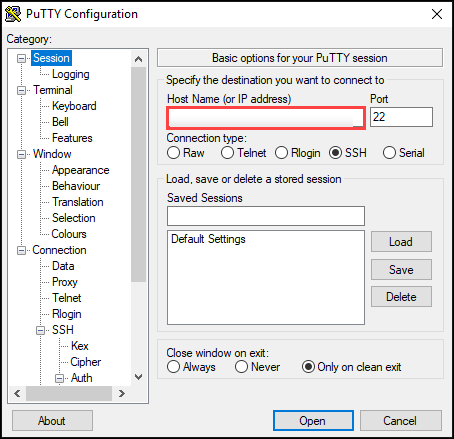 PuTTY Configuration
Category:
Session
Logging
Terminal
Keyboard
Bell
Features
Window
Appearance
Behaviour
Translation
Selection
Colours
Connection
Data
Proxy
Telnet
Rlogin
SSH
Kex
Cipher
Auth
Basic options for your PuTTY session
Specify the destination you want to connect to
Host Name (or IP address) Port
22
Connection type:
Raw Telnet Rlogin SSH Serial
Load, save or delete a stored session
Saved Sessions
Default Settings
Load
Save
Delete
Close window on exit:
Always Never Only on clean exit
About Open Cancel